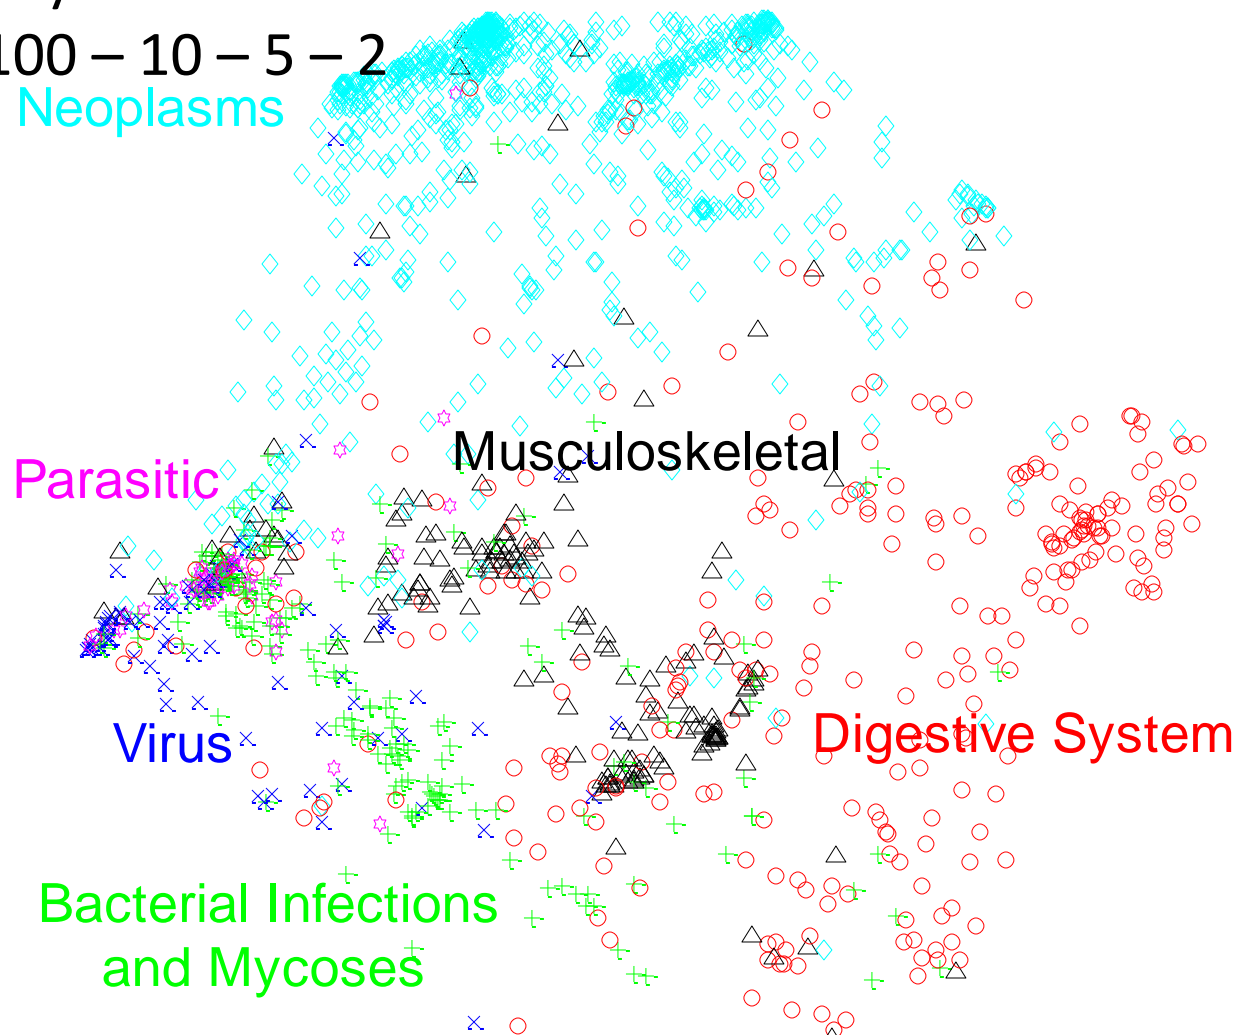 100 – 10 – 5 – 2
Neoplasms
Musculoskeletal
Parasitic
Virus
Digestive System
Bacterial Infections
and Mycoses